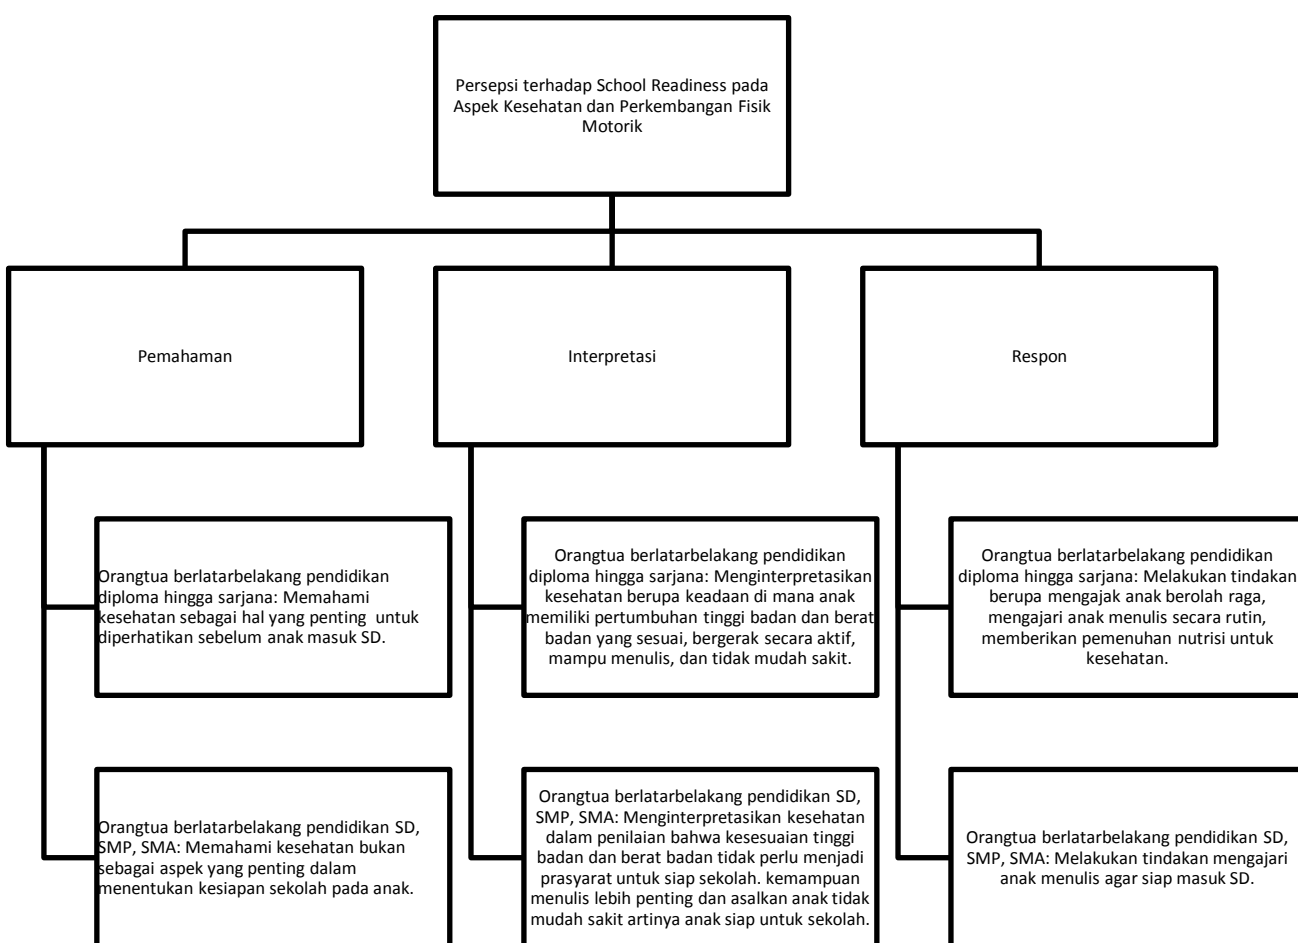 Persepsi terhadap School Readiness pada
Aspek Kesehatan dan Perkembangan Fisik
Motorik
Pemahaman
Interpretasi
Respon
Orangtua berlatarbelakang pendidikan
diploma hingga sarjana: Memahami
kesehatan sebagai hal yang penting untuk
diperhatikan sebelum anak masuk SD.
Orangtua berlatarbelakang pendidikan
diploma hingga sarjana: Menginterpretasikan
kesehatan berupa keadaan di mana anak
memiliki pertumbuhan tinggi badan dan berat
badan yang sesuai, bergerak secara aktif,
mampu menulis, dan tidak mudah sakit.
Orangtua berlatarbelakang pendidikan
diploma hingga sarjana: Melakukan tindakan
berupa mengajak anak berolah raga,
mengajari anak menulis secara rutin,
memberikan pemenuhan nutrisi untuk
kesehatan.
Orangtua berlatarbelakang pendidikan SD,
SMP, SMA: Memahami kesehatan bukan
sebagai aspek yang penting dalam
menentukan kesiapan sekolah pada anak.
Orangtua berlatarbelakang pendidikan SD,
SMP, SMA: Menginterpretasikan kesehatan
dalam penilaian bahwa kesesuaian tinggi
badan dan berat badan tidak perlu menjadi
prasyarat untuk siap sekolah. kemampuan
menulis lebih penting dan asalkan anak tidak
mudah sakit artinya anak siap untuk sekolah.
Orangtua berlatarbelakang pendidikan SD,
SMP, SMA: Melakukan tindakan mengajari
anak menulis agar siap masuk SD.